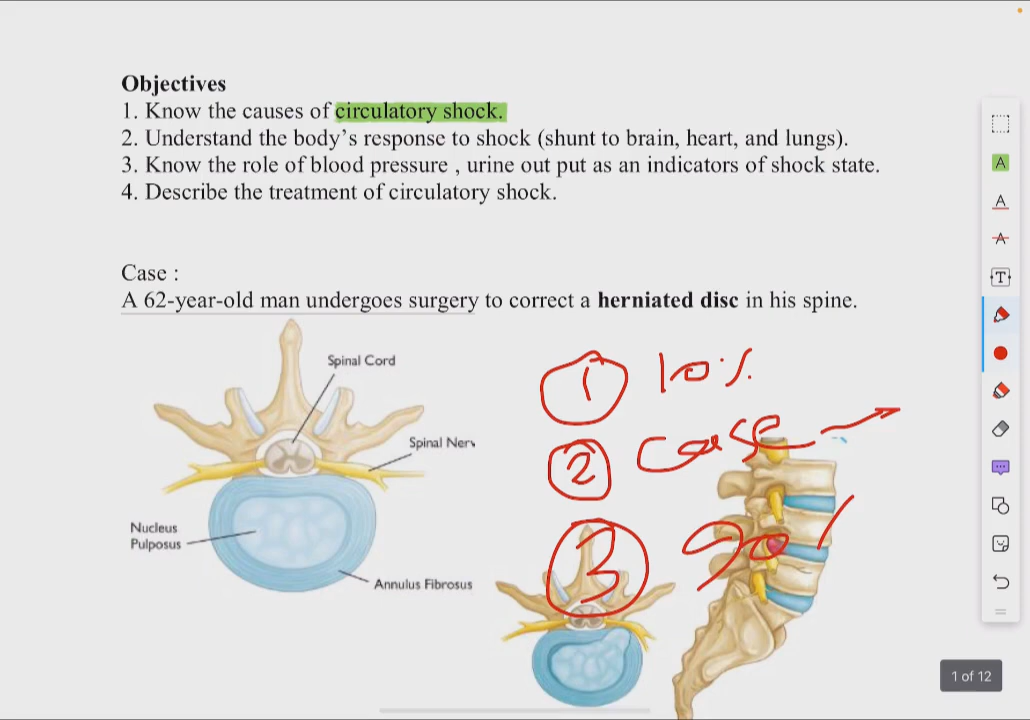 Objectives
1. Know the causes of circulatory shock.
2. Understand the body's response to shock (shunt to brain, heart, and lungs).
3. Know the role of blood pressure , urine out put as an indicators of shock state.
4. Describe the treatment of circulatory shock.
Case :
A 62-year-old man undergoes surgery to correct a herniated disc in his spine.
Spinal Cord
Spinal Nerv
Nucleus
Pulposus
Annulus Fibrosus
1 10%
2 case
3
A
A
A
T
1 of 12